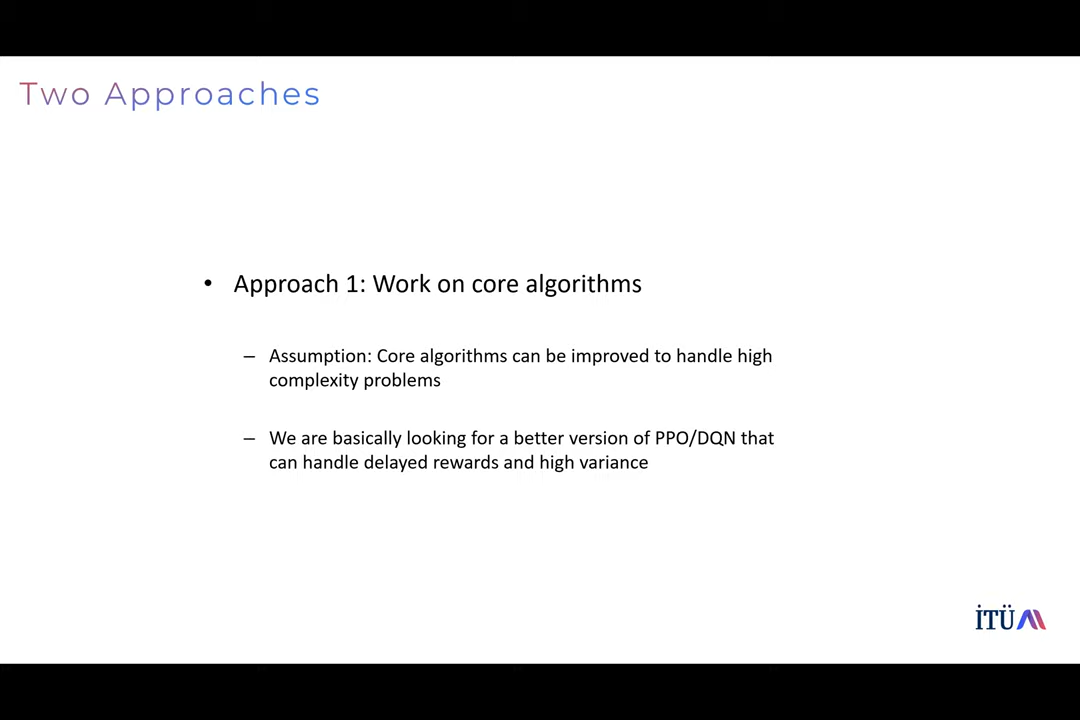 Two Approaches
• Approach 1: Work on core algorithms
– Assumption: Core algorithms can be improved to handle high
complexity problems
– We are basically looking for a better version of PPO/DQN that
can handle delayed rewards and high variance
İTÜ